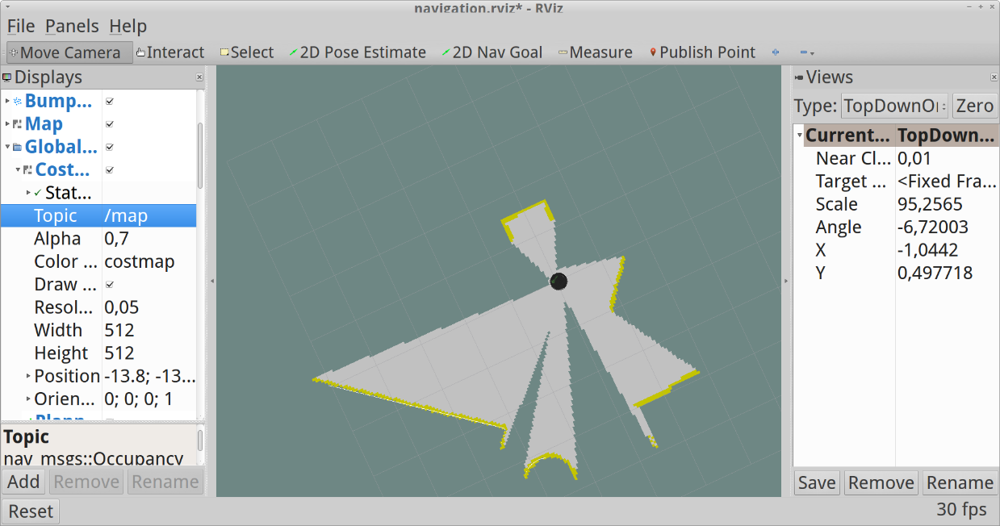 navigation.rviz* - RViz
File Panels Help
Move Camera Interact Select 2D Pose Estimate 2D Nav Goal Measure Publish Point
Displays
Bump...
Map
Global...
Cost...
Stat...
Topic /map
Alpha 0,7
Color ... costmap
Draw ...
Resol... 0,05
Width 512
Height 512
Position -13.8; -13...
Orien... 0; 0; 0; 1
Topic
nav_msgs::Occupancy
Add Remove Rename
Reset
Views
Type: TopDownOr Zero
Current... TopDown...
Near Cl... 0,01
Target ... <Fixed Fra...
Scale 95,2565
Angle -6,72003
X -1,0442
Y 0,497718
Save Remove Rename
30 fps